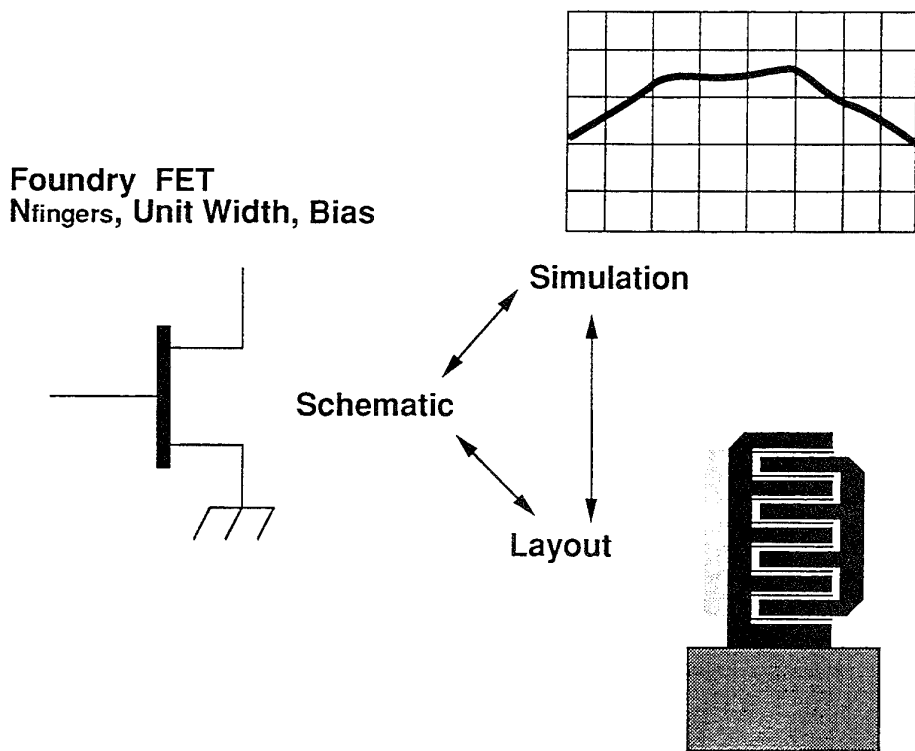 Foundry FET
Nfingers, Unit Width, Bias
Simulation
Schematic
Layout